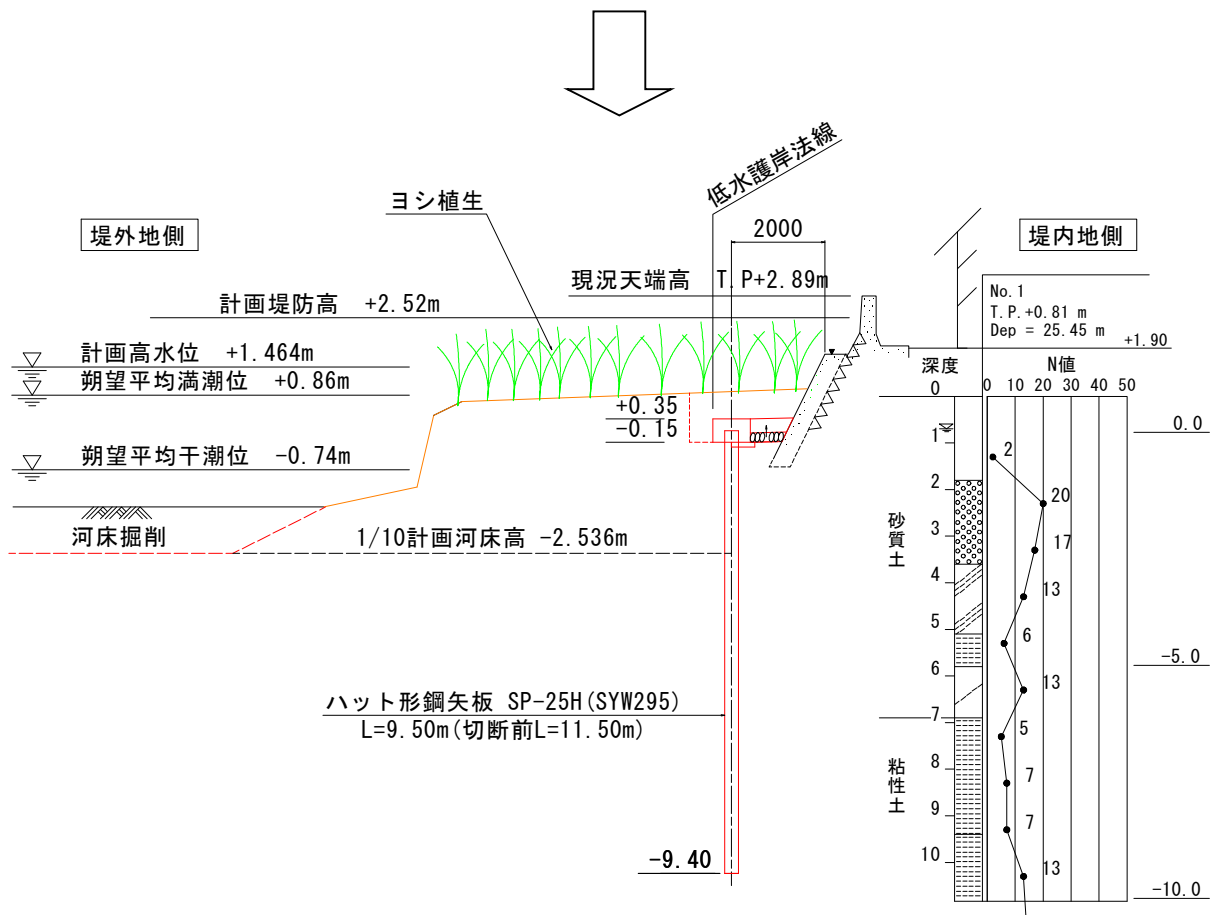 低水護岸法線
ヨシ植生
堤外地側
2000
堤内地側
現況天端高 T.P+2.89m
計画堤防高 +2.52m
No.1
T.P.+0.81 m
Dep = 25.45 m
+1.90
計画高水位 +1.464m
朔望平均満潮位 +0.86m
深度
N値
0
0 10 20 30 40 50
+0.35
-0.15
0.0
朔望平均干潮位 -0.74m
河床掘削
1/10計画河床高 -2.536m
1
2
3
4
5
6
7
8
9
10
砂質土
粘性土
2
20
17
13
6
13
5
7
7
13
-5.0
-10.0
ハット形鋼矢板 SP-25H(SYW295)
L=9.50m(切断前L=11.50m)
-9.40